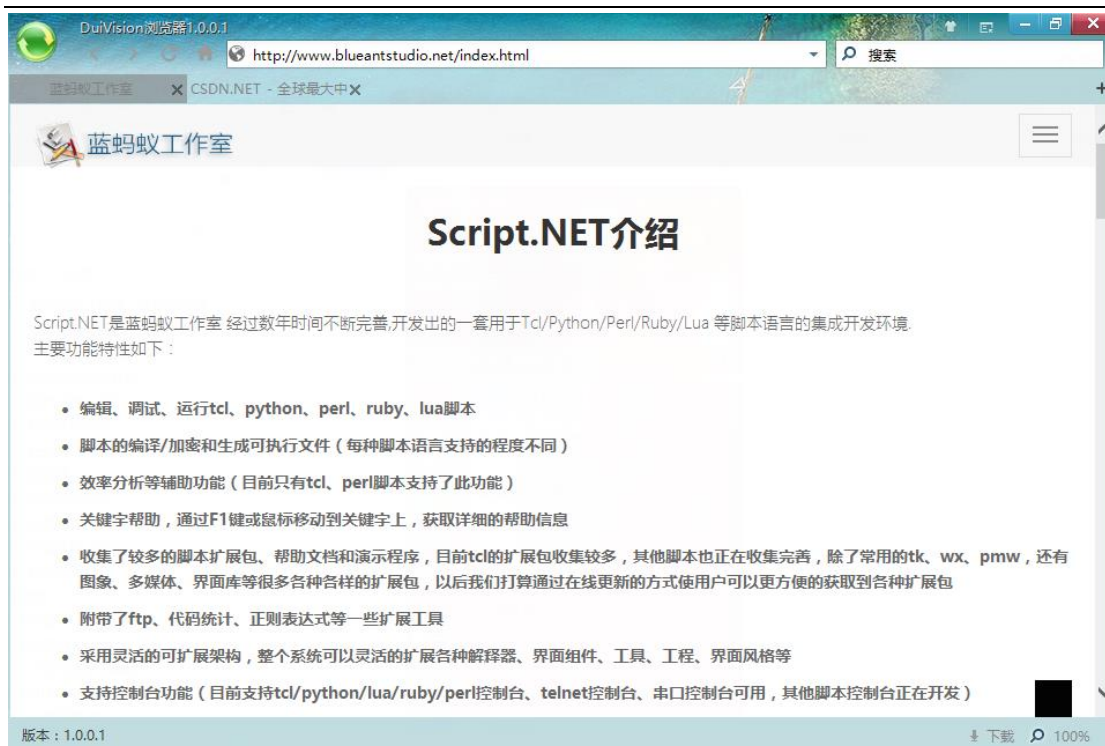 DuiVision浏览器1.0.0.1
http://www.blueantstudio.net/index.html
搜索
蓝蚂蚁工作室
CSDN.NET - 全球最大中
蓝蚂蚁工作室
Script.NET介绍
Script.NET是蓝蚂蚁工作室 经过数年时间不断完善,开发出的一套用于Tcl/Python/Perl/Ruby/Lua 等脚本语言的集成开发环境.
主要功能特性如下：
• 编辑、调试、运行tcl、python、perl、ruby、lua脚本
• 脚本的编译/加密和生成可执行文件（每种脚本语言支持的程度不同）
• 效率分析等辅助功能（目前只有tcl、perl脚本支持了此功能）
• 关键字帮助，通过F1键或鼠标移动到关键字上，获取详细的帮助信息
• 收集了较多的脚本扩展包、帮助文档和演示程序，目前tcl的扩展包收集较多，其他脚本也正在收集完善，除了常用的tk、wx、pmw，还有
图象、多媒体、界面库等很多各种各样的扩展包，以后我们打算通过在线更新的方式使用户可以更方便的获取到各种扩展包
• 附带了ftp、代码统计、正则表达式等一些扩展工具
• 采用灵活的可扩展架构，整个系统可以灵活的扩展各种解释器、界面组件、工具、工程、界面风格等
• 支持控制台功能（目前支持tcl/python/lua/ruby/perl控制台、telnet控制台、串口控制台可用，其他脚本控制台正在开发）
版本：1.0.0.1
下载
100%